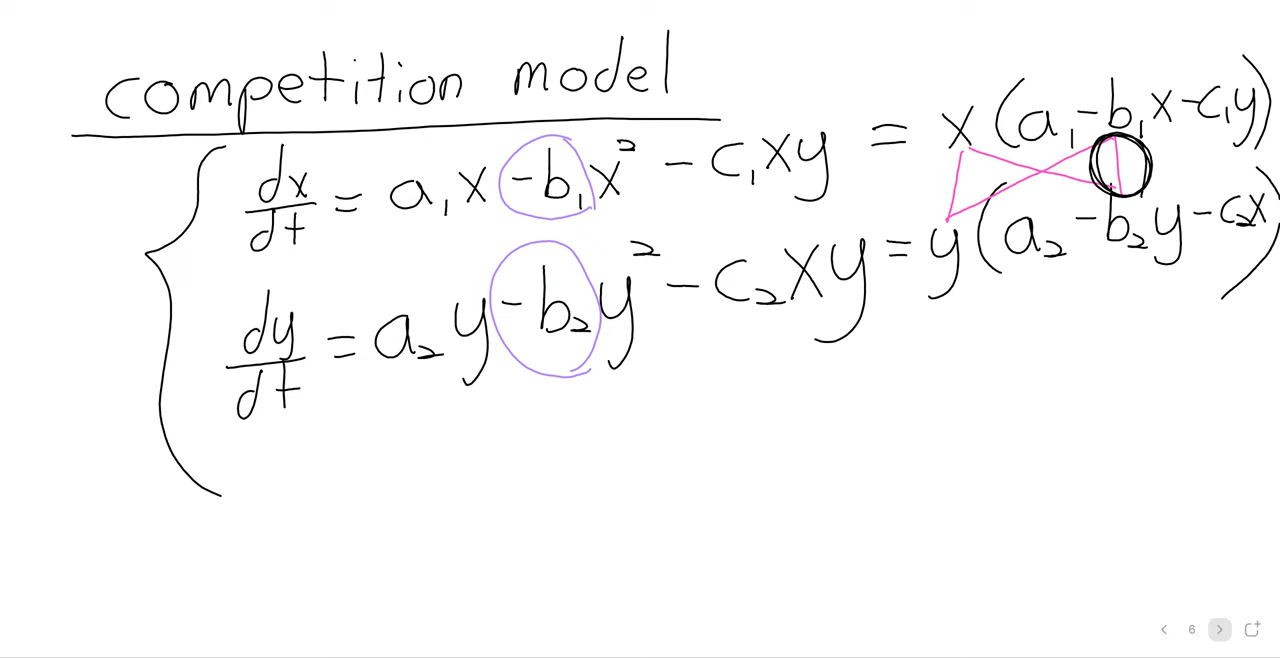 competition model
dx/dt = a₁x - b₁x² - c₁xy = x(a₁ - b₁x - c₁y)
dy/dt = a₂y - b₂y² - c₂xy = y(a₂ - b₂y - c₂x)
6